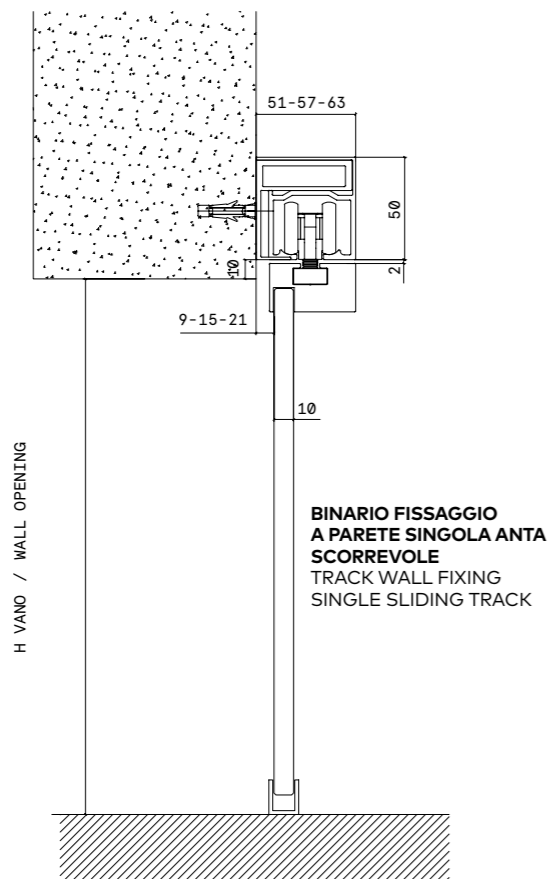 51-57-63
50
10
2
9-15-21
10
H VANO / WALL OPENING
BINARIO FISSAGGIO
A PARETE SINGOLA ANTA
SCORREVOLE
TRACK WALL FIXING
SINGLE SLIDING TRACK